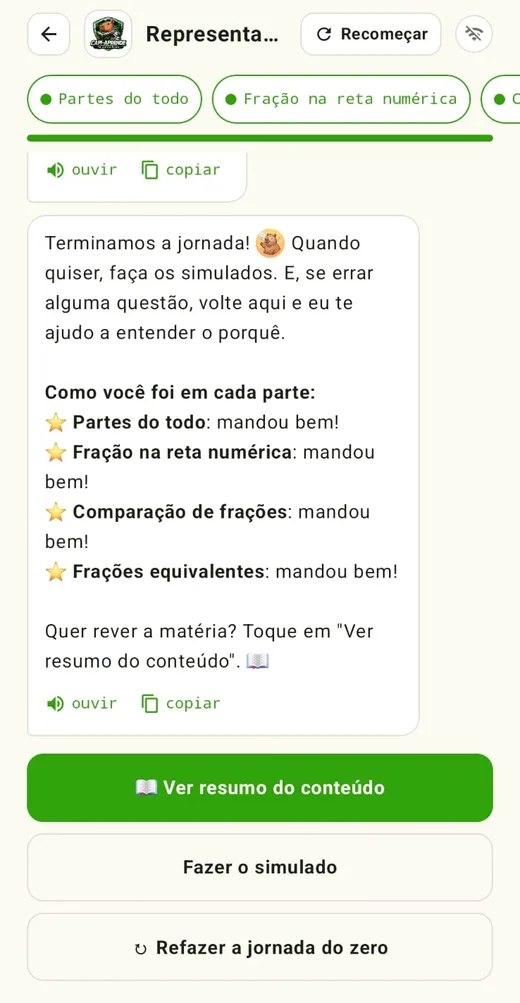 Representa...
Recomeçar
Partes do todo
Fração na reta numérica
ouvir
copiar
Terminamos a jornada! Quando
quiser, faça os simulados. E, se errar
alguma questão, volte aqui e eu te
ajudo a entender o porquê.
Como você foi em cada parte:
⭐ Partes do todo: mandou bem!
⭐ Fração na reta numérica: mandou
bem!
⭐ Comparação de frações: mandou
bem!
⭐ Frações equivalentes: mandou bem!
Quer rever a matéria? Toque em "Ver
resumo do conteúdo". 📖
ouvir
copiar
📖 Ver resumo do conteúdo
Fazer o simulado
↻ Refazer a jornada do zero